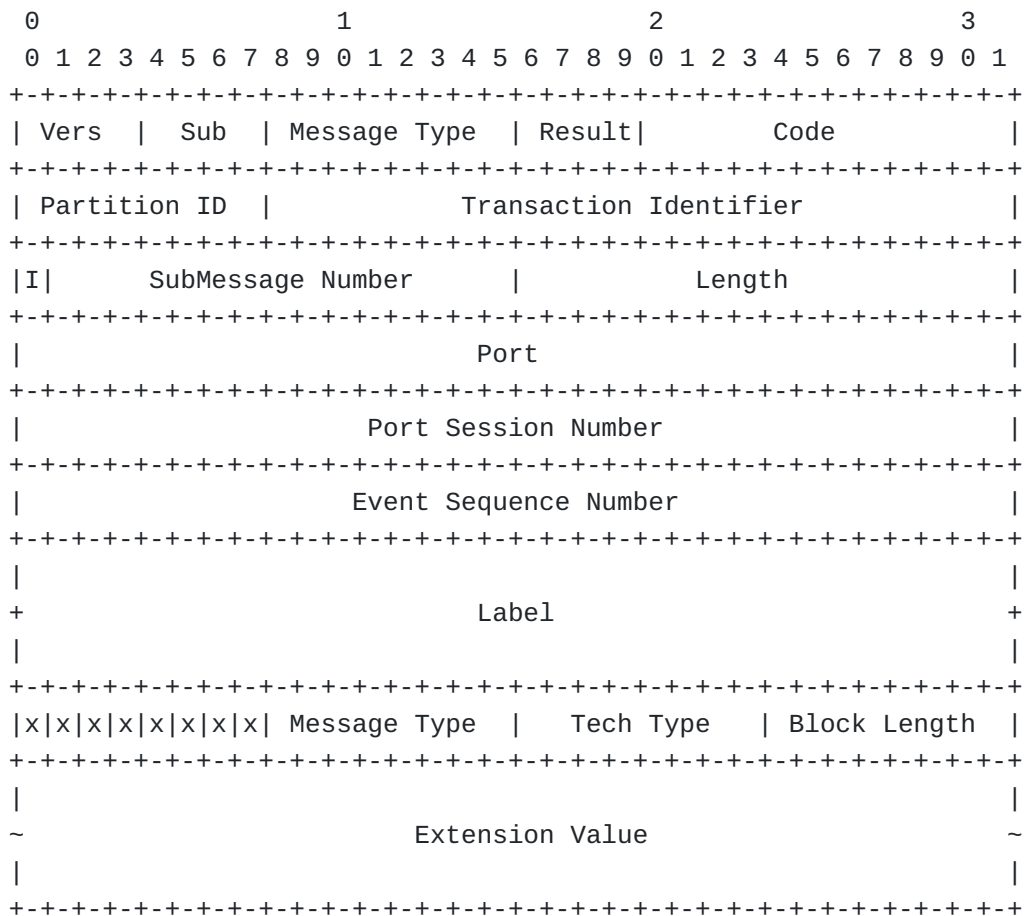 0                   1                   2                   3
 0 1 2 3 4 5 6 7 8 9 0 1 2 3 4 5 6 7 8 9 0 1 2 3 4 5 6 7 8 9 0 1
+-+-+-+-+-+-+-+-+-+-+-+-+-+-+-+-+-+-+-+-+-+-+-+-+-+-+-+-+-+-+-+-+
| Vers  |  Sub  | Message Type  | Result|        Code           |
+-+-+-+-+-+-+-+-+-+-+-+-+-+-+-+-+-+-+-+-+-+-+-+-+-+-+-+-+-+-+-+-+
| Partition ID  |            Transaction Identifier             |
+-+-+-+-+-+-+-+-+-+-+-+-+-+-+-+-+-+-+-+-+-+-+-+-+-+-+-+-+-+-+-+-+
|I|      SubMessage Number      |           Length              |
+-+-+-+-+-+-+-+-+-+-+-+-+-+-+-+-+-+-+-+-+-+-+-+-+-+-+-+-+-+-+-+-+
|                             Port                              |
+-+-+-+-+-+-+-+-+-+-+-+-+-+-+-+-+-+-+-+-+-+-+-+-+-+-+-+-+-+-+-+-+
|                      Port Session Number                      |
+-+-+-+-+-+-+-+-+-+-+-+-+-+-+-+-+-+-+-+-+-+-+-+-+-+-+-+-+-+-+-+-+
|                     Event Sequence Number                     |
+-+-+-+-+-+-+-+-+-+-+-+-+-+-+-+-+-+-+-+-+-+-+-+-+-+-+-+-+-+-+-+-+
|                                                               |
+                             Label                             +
|                                                               |
+-+-+-+-+-+-+-+-+-+-+-+-+-+-+-+-+-+-+-+-+-+-+-+-+-+-+-+-+-+-+-+-+
|x|x|x|x|x|x|x|x| Message Type  |   Tech Type   | Block Length  |
+-+-+-+-+-+-+-+-+-+-+-+-+-+-+-+-+-+-+-+-+-+-+-+-+-+-+-+-+-+-+-+-+
|                                                               |
~                         Extension Value                       ~
|                                                               |
+-+-+-+-+-+-+-+-+-+-+-+-+-+-+-+-+-+-+-+-+-+-+-+-+-+-+-+-+-+-+-+-+